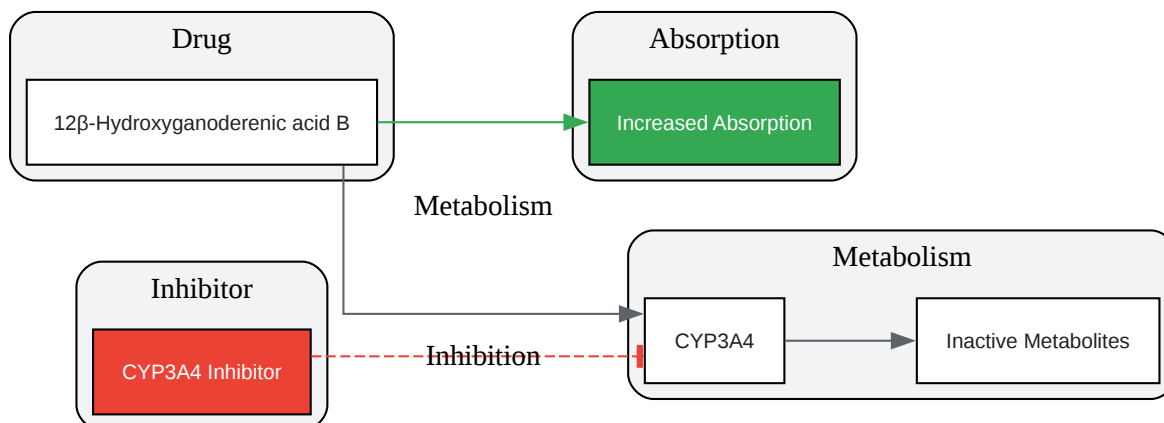 Drug
Absorption
12β-Hydroxyganoderenic acid B
Increased Absorption
Metabolism
Metabolism
Inhibitor
CYP3A4
Inactive Metabolites
Inhibition
CYP3A4 Inhibitor